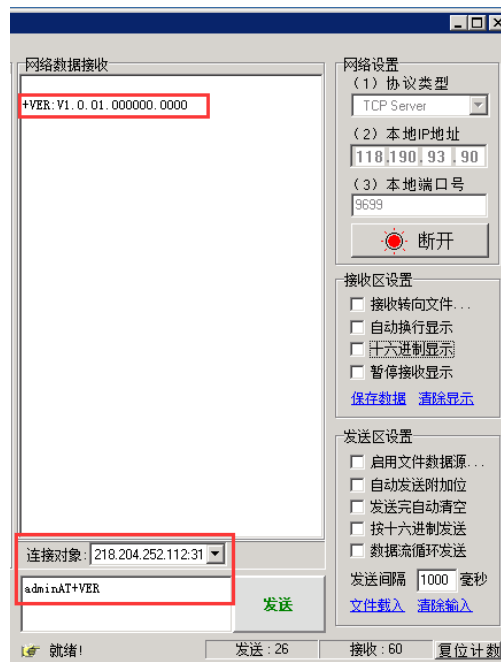 网络数据接收
+VER:V1.0.01.000000.0000
连接对象:
218.204.252.112:31
adminAT+VER
发送
网络设置
(1) 协议类型
TCP Server
(2) 本地IP地址
118 .190 . 93 . 90
(3) 本地端口号
9699
断开
接收区设置
接收转向文件...
自动换行显示
十六进制显示
暂停接收显示
保存数据 清除显示
发送区设置
启用文件数据源...
自动发送附加位
发送完自动清空
按十六进制发送
数据流循环发送
发送间隔 1000 毫秒
文件载入 清除输入
就绪!
发送 : 26
接收 : 60
复位计数